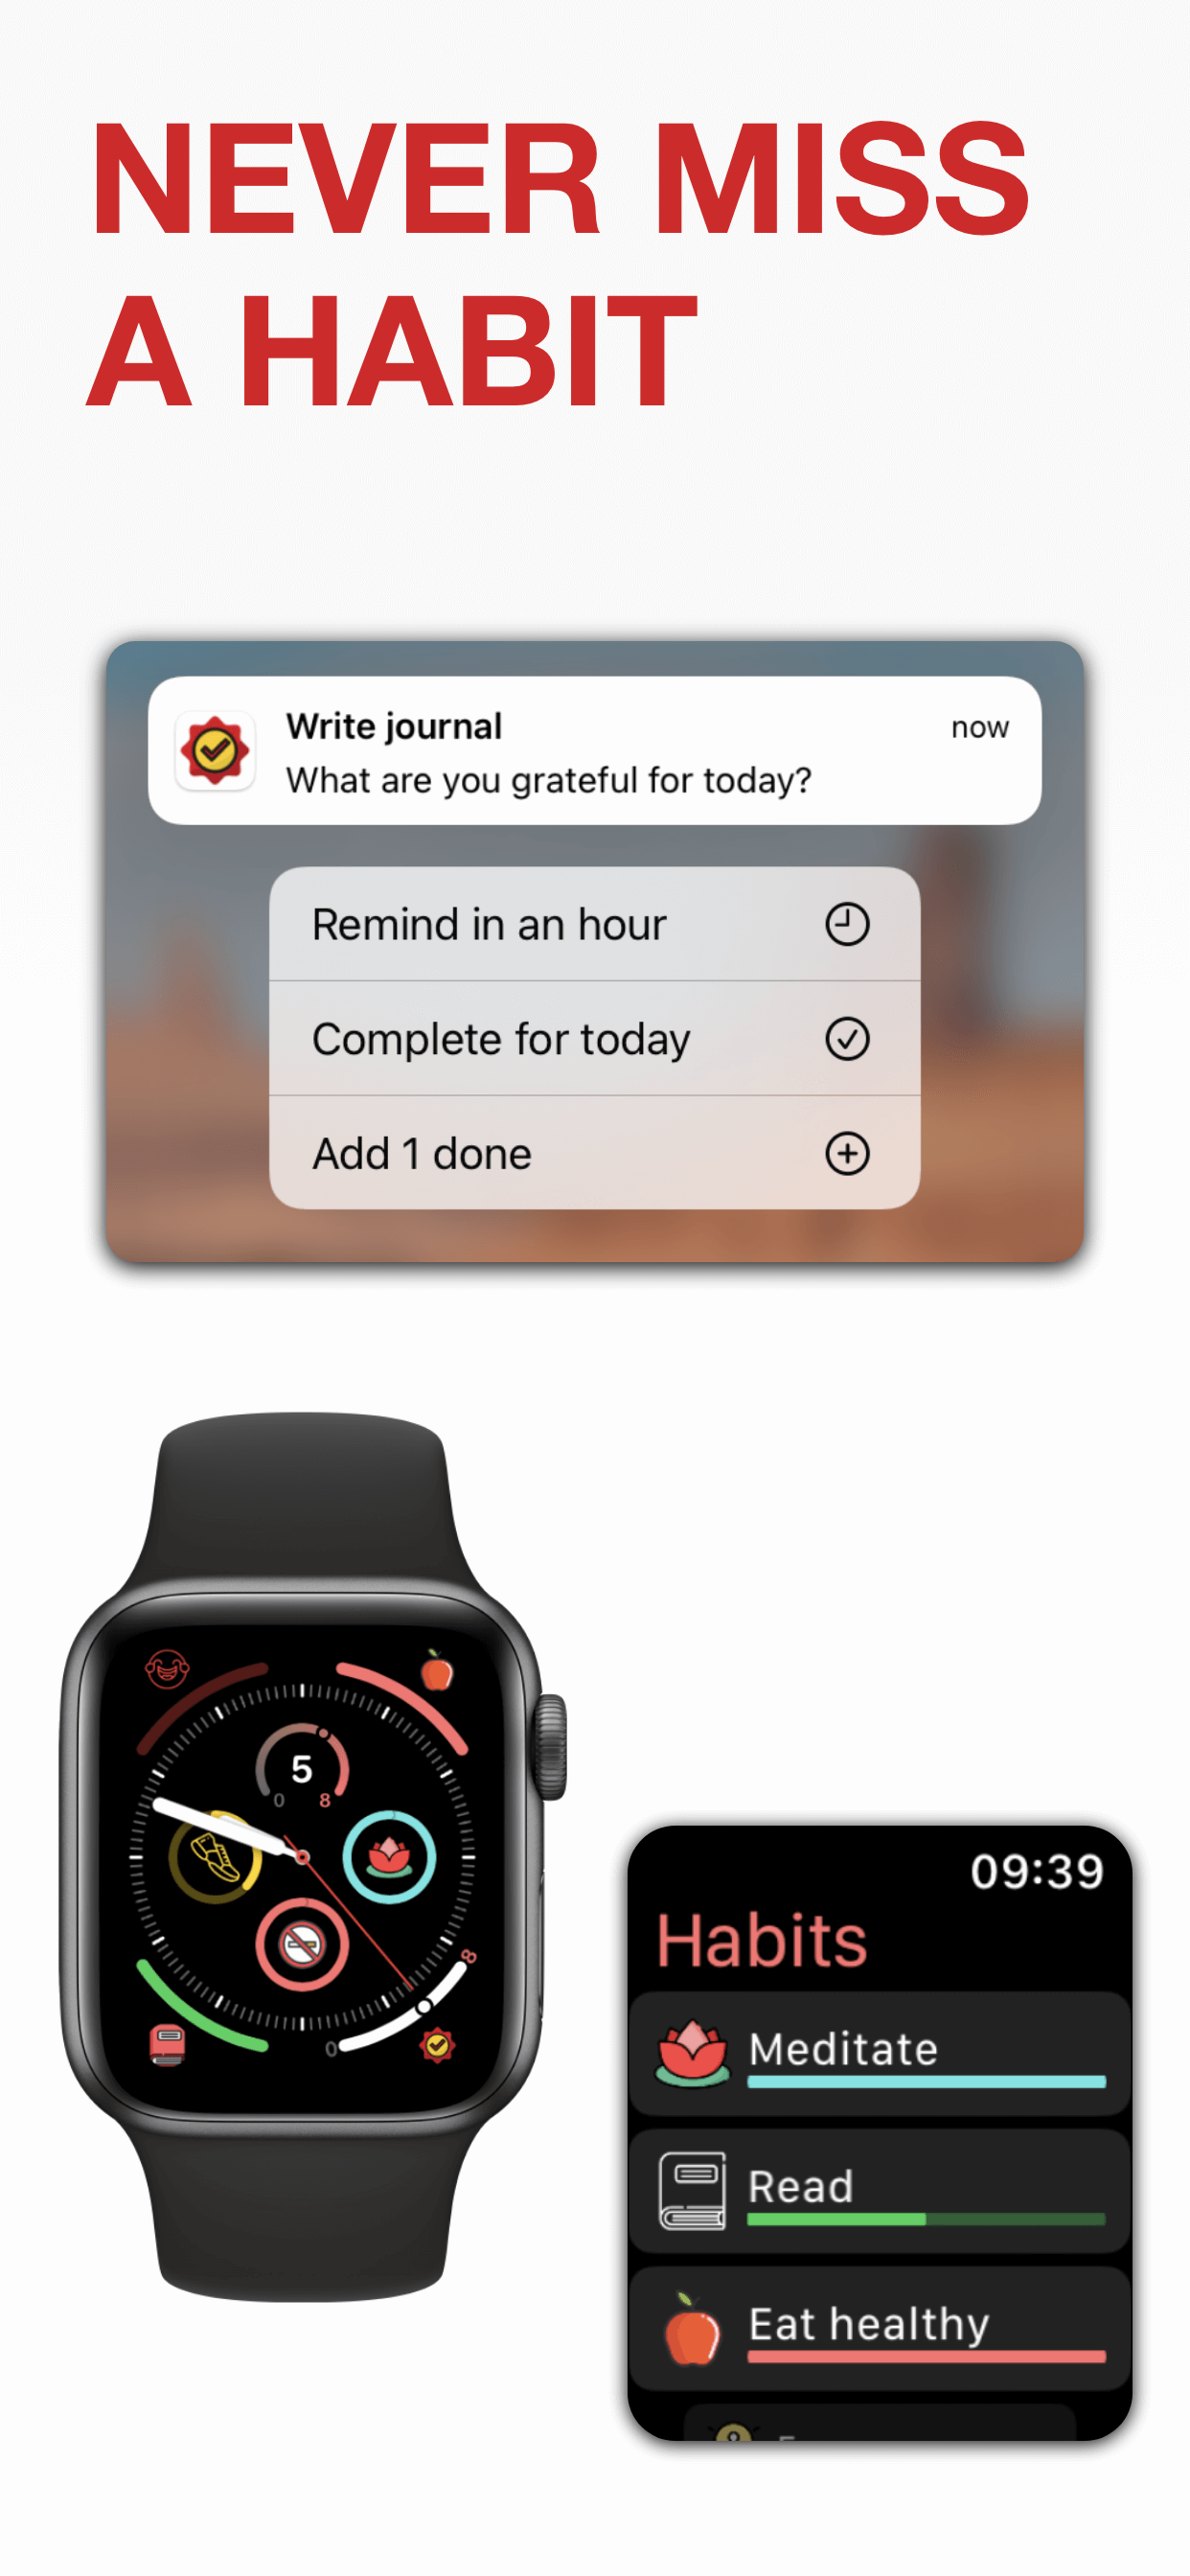 NEVER MISS
A HABIT
Write journal
now
What are you grateful for today?
Remind in an hour
Complete for today
Add 1 done
5
0
8
8
0
09:39
Habits
Meditate
Read
Eat healthy